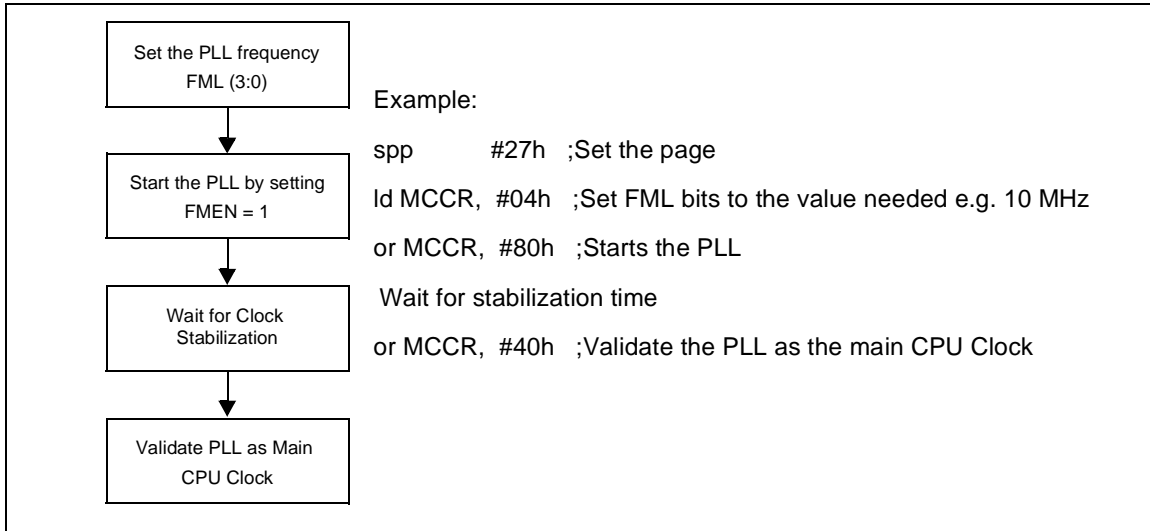 Set the PLL frequency
FML (3:0)
Start the PLL by setting
FMEN = 1
Wait for Clock
Stabilization
Validate PLL as Main
CPU Clock
Example:
spp #27h ;Set the page
ld MCCR, #04h ;Set FML bits to the value needed e.g. 10 MHz
or MCCR, #80h ;Starts the PLL
Wait for stabilization time
or MCCR, #40h ;Validate the PLL as the main CPU Clock